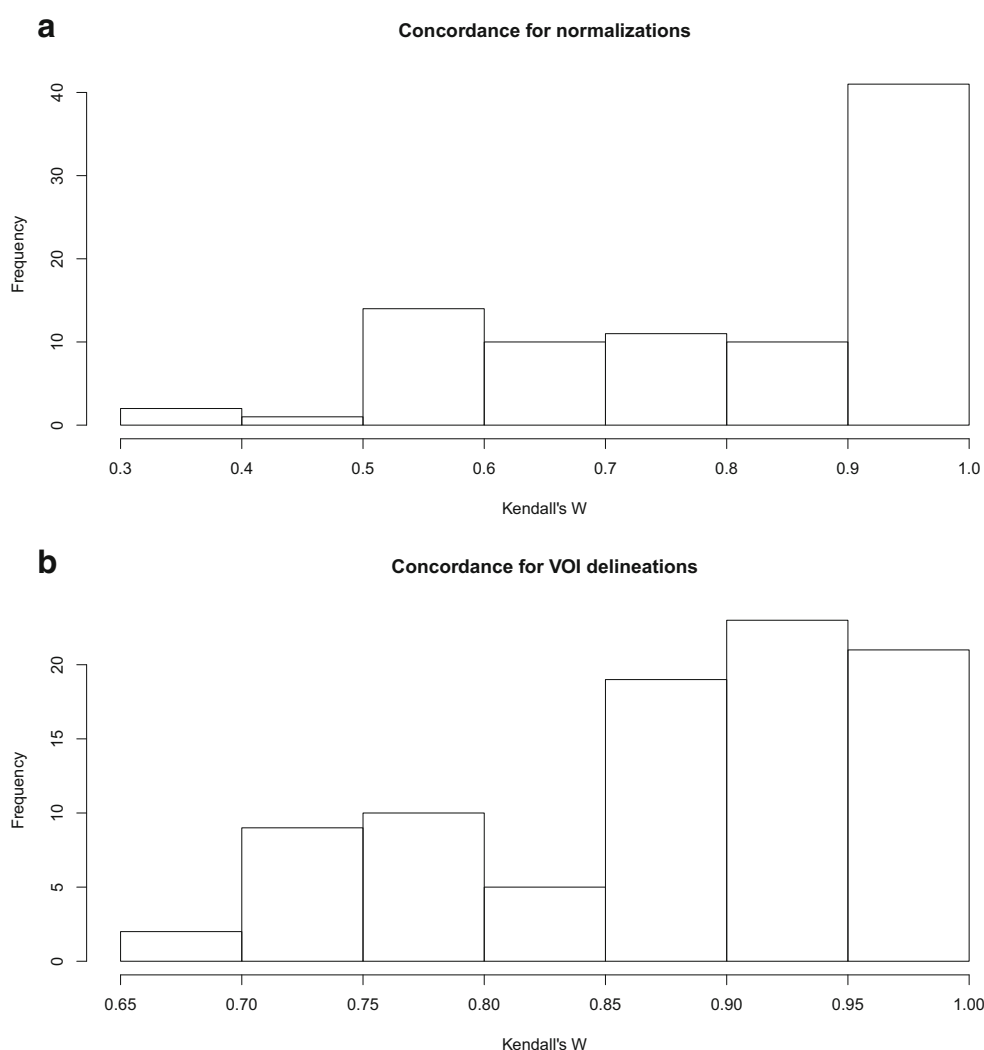 a
Concordance for normalizations
40
30
20
10
0
Frequency
0.3 0.4 0.5 0.6 0.7 0.8 0.9 1.0
Kendall's W
b
Concordance for VOI delineations
20
15
10
5
0
Frequency
0.65 0.70 0.75 0.80 0.85 0.90 0.95 1.00
Kendall's W